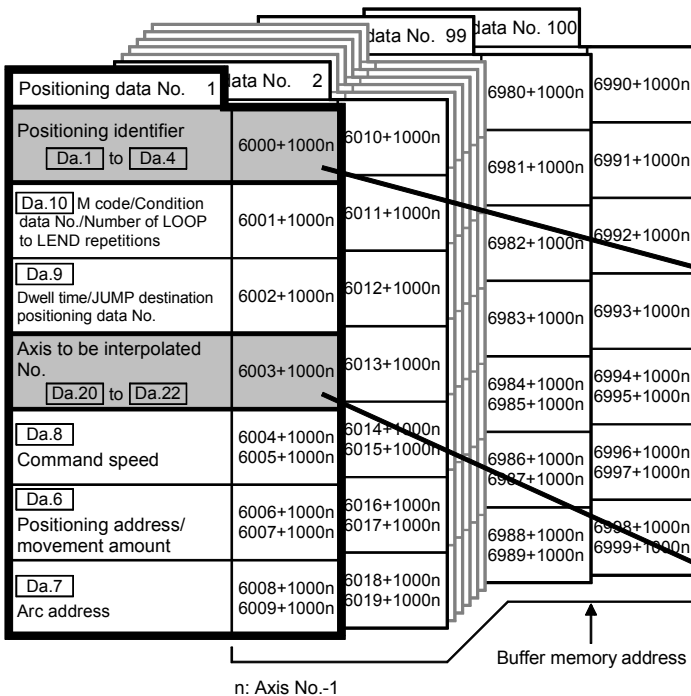 Positioning data No. 1
data No. 2
data No. 99
data No. 100
Positioning identifier
Da.1 to Da.4
6000+1000n
Da.10 M code/Condition
data No./Number of LOOP
to LEND repetitions
6001+1000n
Da.9
Dwell time/JUMP destination
positioning data No.
6002+1000n
Axis to be interpolated
No.
Da.20 to Da.22
6003+1000n
Da.8
Command speed
6004+1000n
6005+1000n
Da.6
Positioning address/
movement amount
6006+1000n
6007+1000n
Da.7
Arc address
6008+1000n
6009+1000n
6010+1000n
6011+1000n
6012+1000n
6013+1000n
6014+1000n
6015+1000n
6016+1000n
6017+1000n
6018+1000n
6019+1000n
6980+1000n
6981+1000n
6982+1000n
6983+1000n
6984+1000n
6985+1000n
6986+1000n
6987+1000n
6988+1000n
6989+1000n
6990+1000n
6991+1000n
6992+1000n
6993+1000n
6994+1000n
6995+1000n
6996+1000n
6997+1000n
6998+1000n
6999+1000n
Buffer memory address
n: Axis No.-1